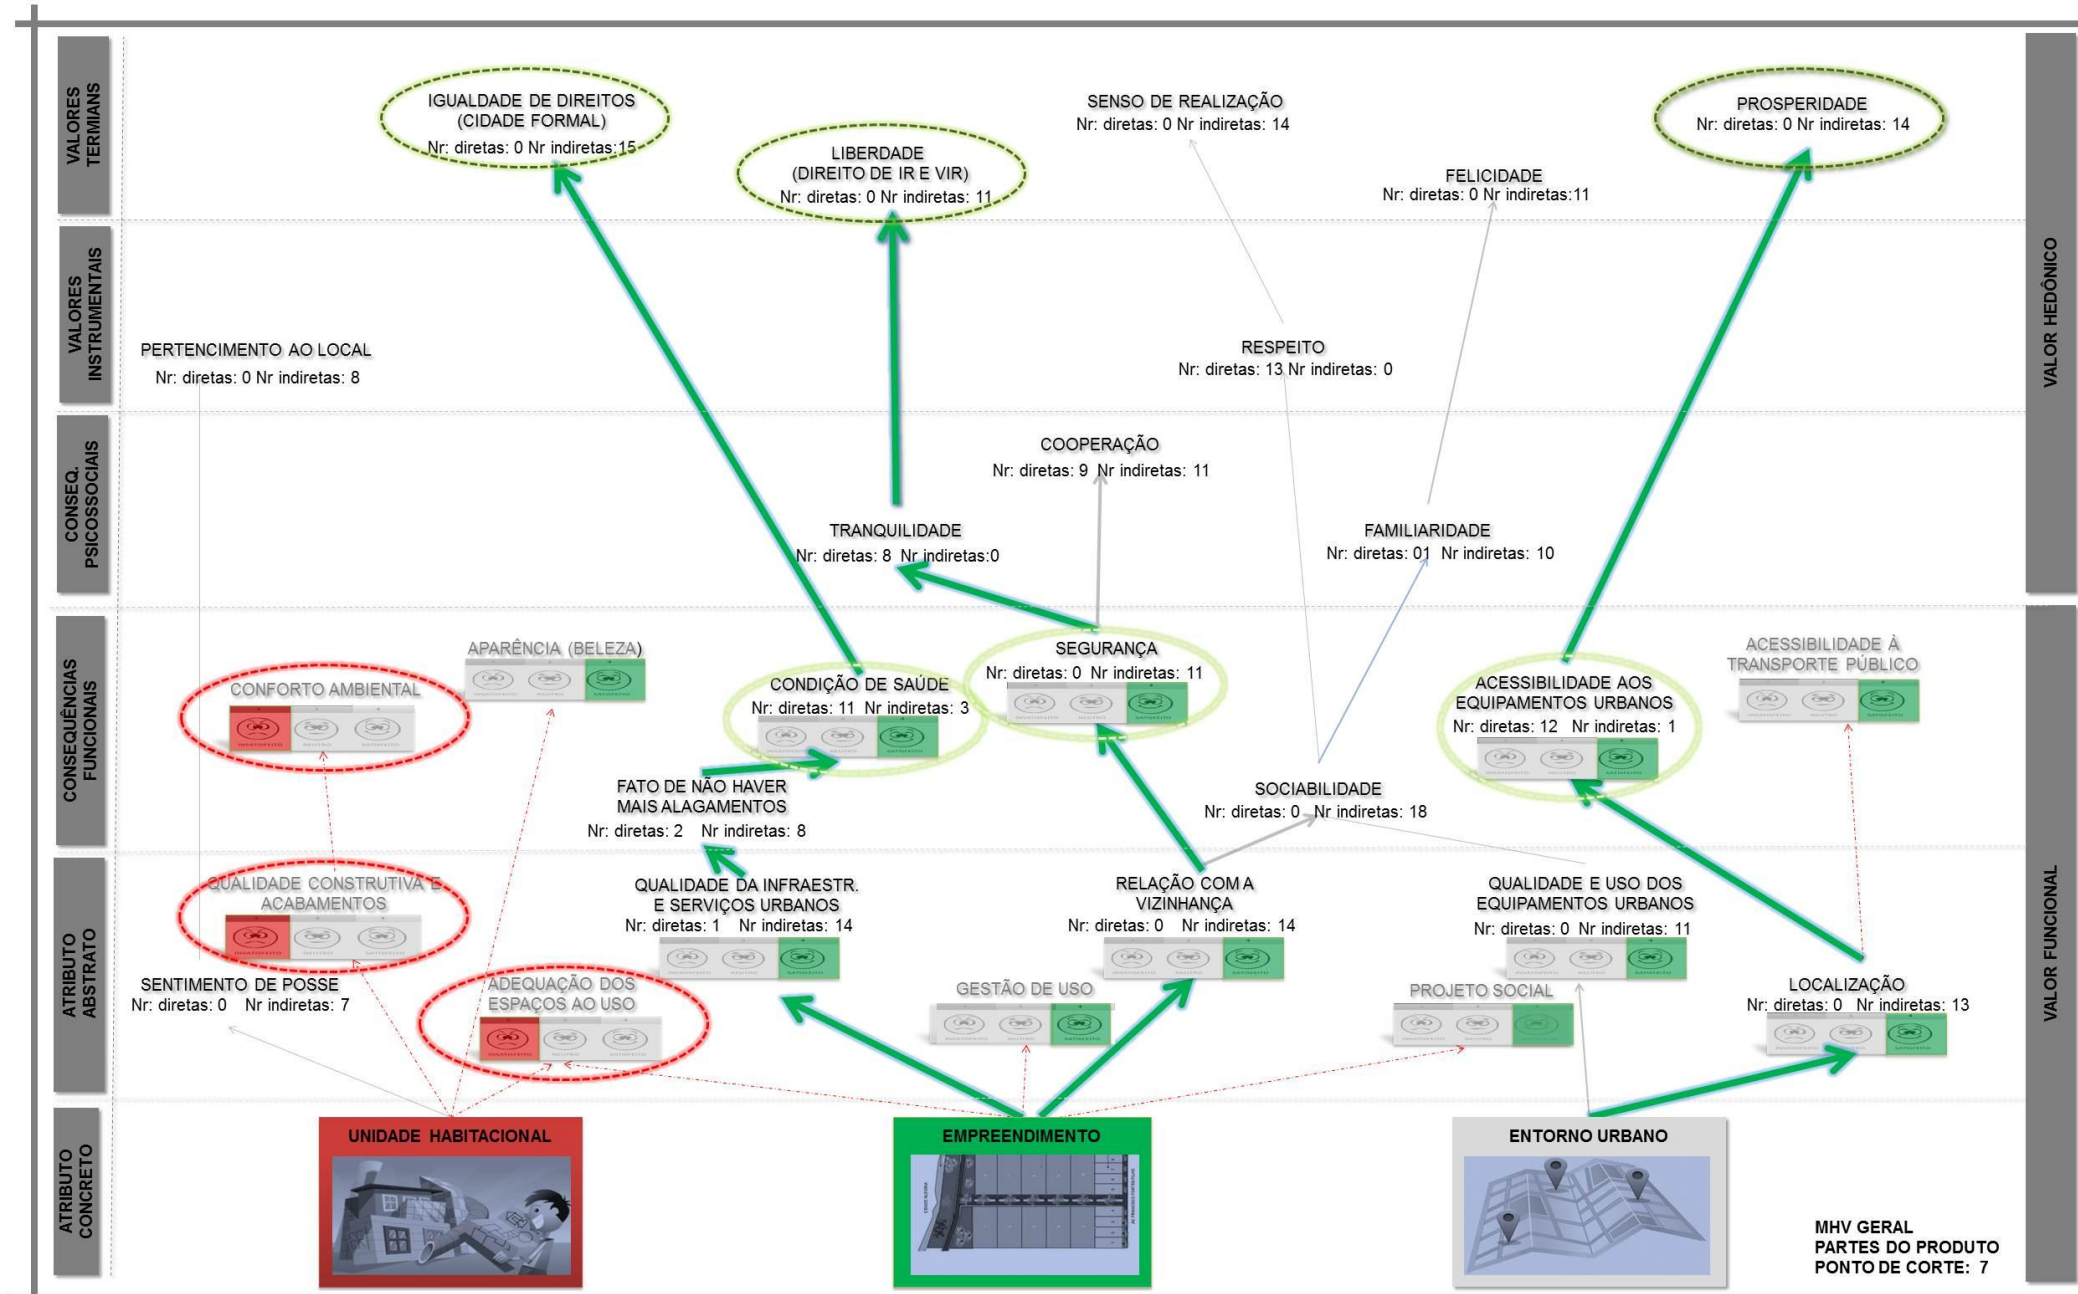 VALORES
TERMIANS
IGUALDADE DE DIREITOS
(CIDADE FORMAL)
Nr: diretas: 0 Nr indiretas:15
LIBERDADE
(DIREITO DE IR E VIR)
Nr: diretas: 0 Nr indiretas: 11
SENSO DE REALIZAÇÃO
Nr: diretas: 0 Nr indiretas: 14
FELICIDADE
Nr: diretas: 0 Nr indiretas:11
PROSPERIDADE
Nr: diretas: 0 Nr indiretas: 14
VALOR HEDÔNICO
VALORES
INSTRUMENTAIS
PERTENCIMENTO AO LOCAL
Nr: diretas: 0 Nr indiretas: 8
RESPEITO
Nr: diretas: 13 Nr indiretas: 0
CONSEQ.
PSICOSSOCIAIS
COOPERAÇÃO
Nr: diretas: 9 Nr indiretas: 11
TRANQUILIDADE
Nr: diretas: 8 Nr indiretas:0
FAMILIARIDADE
Nr: diretas: 01 Nr indiretas: 10
CONSEQUÊNCIAS
FUNCIONAIS
CONFORTO AMBIENTAL
INSATISFEITO NEUTRO SATISFEITO
APARÊNCIA (BELEZA)
CONDIÇÃO DE SAÚDE
Nr: diretas: 11 Nr indiretas: 3
SEGURANÇA
Nr: diretas: 0 Nr indiretas: 11
ACESSIBILIDADE AOS
EQUIPAMENTOS URBANOS
Nr: diretas: 12 Nr indiretas: 1
ACESSIBILIDADE À
TRANSPORTE PÚBLICO
FATO DE NÃO HAVER
MAIS ALAGAMENTOS
Nr: diretas: 2 Nr indiretas: 8
SOCIABILIDADE
Nr: diretas: 0 Nr indiretas: 18
VALOR FUNCIONAL
ATRIBUTO
ABSTRATO
QUALIDADE CONSTRUTIVA E
ACABAMENTOS
INSATISFEITO NEUTRO SATISFEITO
SENTIMENTO DE POSSE
Nr: diretas: 0 Nr indiretas: 7
ADEQUAÇÃO DOS
ESPAÇOS AO USO
INSATISFEITO NEUTRO SATISFEITO
QUALIDADE DA INFRAESTR.
E SERVIÇOS URBANOS
Nr: diretas: 1 Nr indiretas: 14
GESTÃO DE USO
RELAÇÃO COM A
VIZINHANÇA
Nr: diretas: 0 Nr indiretas: 14
PROJETO SOCIAL
QUALIDADE E USO DOS
EQUIPAMENTOS URBANOS
Nr: diretas: 0 Nr indiretas: 11
LOCALIZAÇÃO
Nr: diretas: 0 Nr indiretas: 13
ATRIBUTO
CONCRETO
UNIDADE HABITACIONAL
EMPREENDIMENTO
ENTORNO URBANO
MHV GERAL
PARTES DO PRODUTO
PONTO DE CORTE: 7